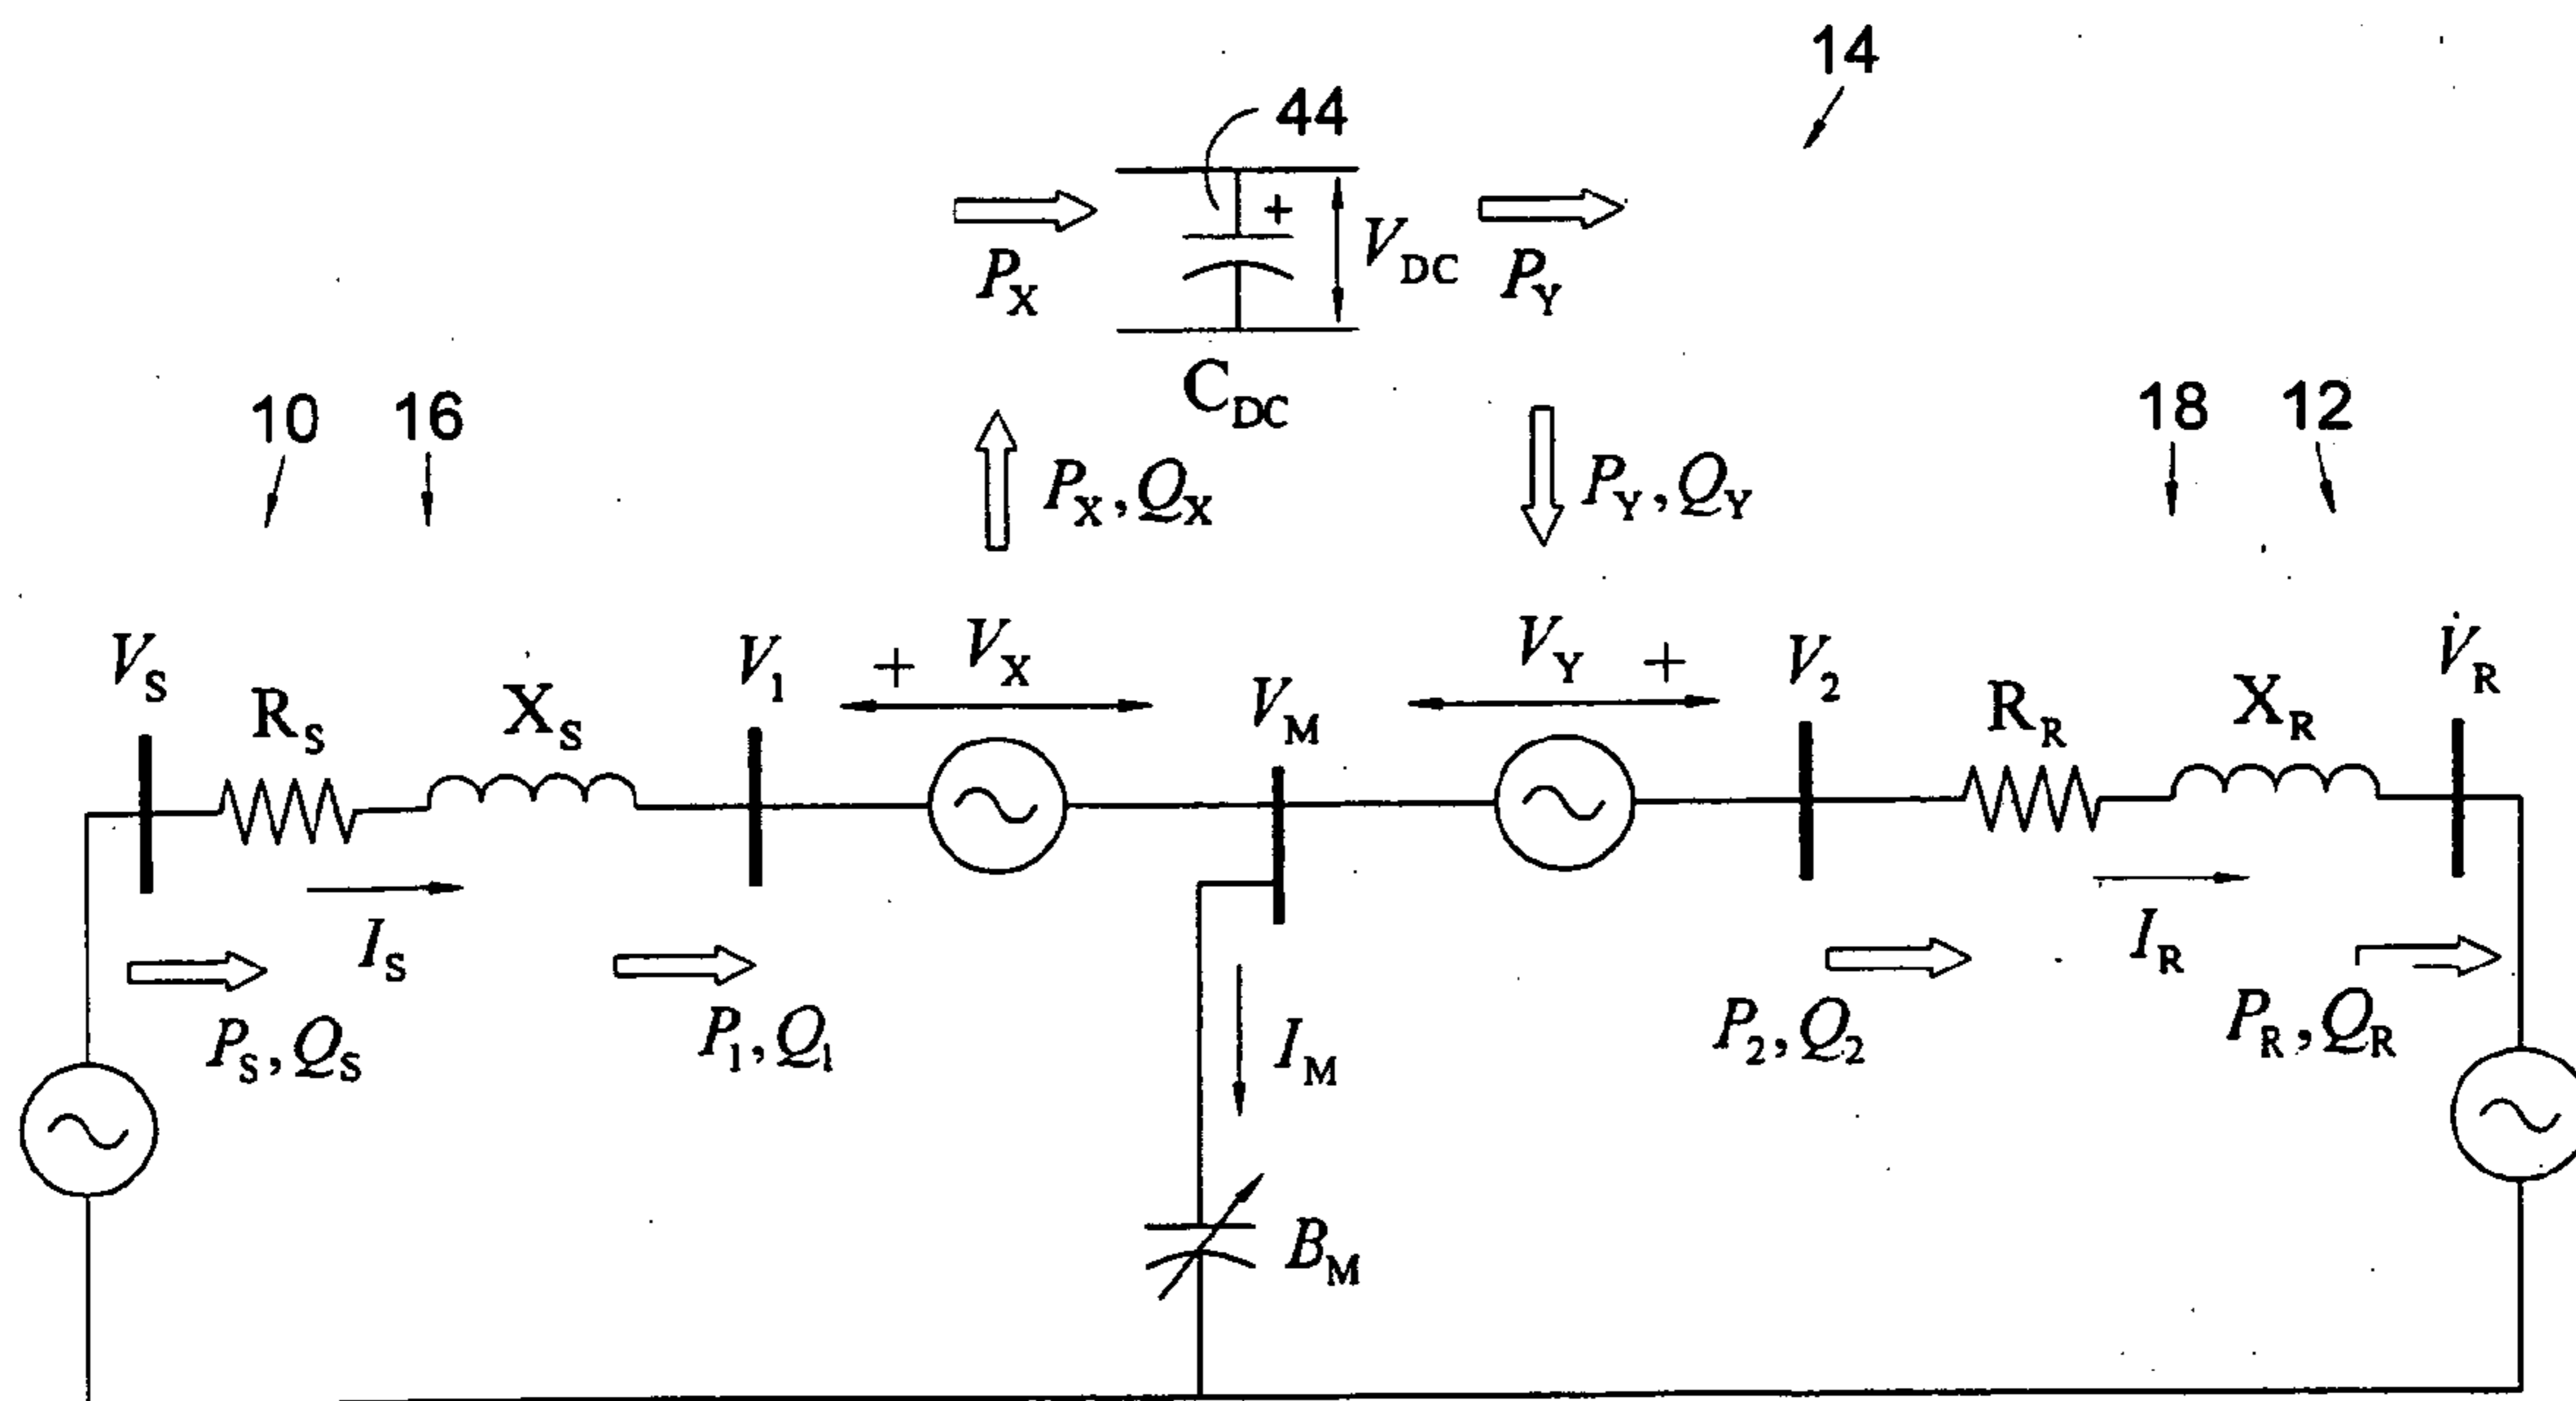 14
44
+
P_X
V_DC
P_Y
C_DC
10
16
18
12
P_X, Q_X
P_Y, Q_Y
V_S
R_S
X_S
V_1
+
V_X
V_M
V_Y
+
V_2
R_R
X_R
V_R
I_S
P_S, Q_S
P_1, Q_1
I_M
P_2, Q_2
I_R
P_R, Q_R
B_M